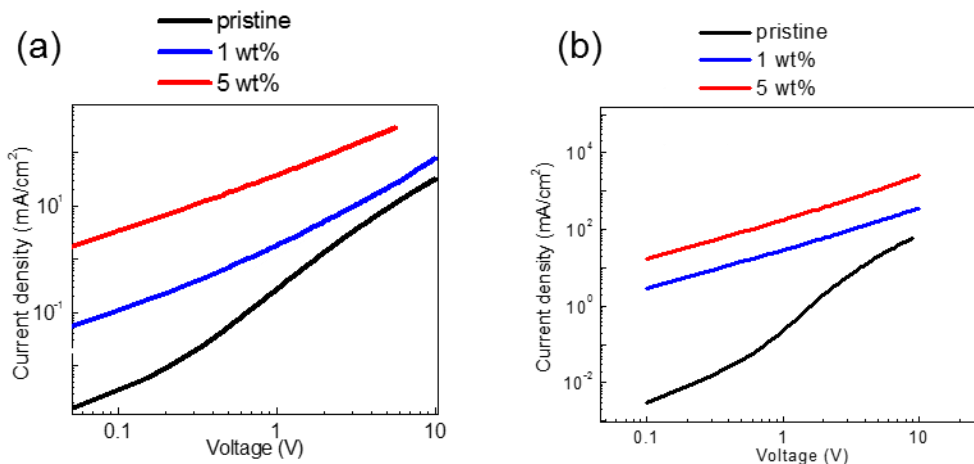 (a)
pristine
1 wt%
5 wt%
Current density (mA/cm²)
10¹
10⁻¹
0.1
1
10
Voltage (V)
(b)
pristine
1 wt%
5 wt%
Current density (mA/cm²)
10⁴
10²
10⁰
10⁻²
0.1
1
10
Voltage (V)